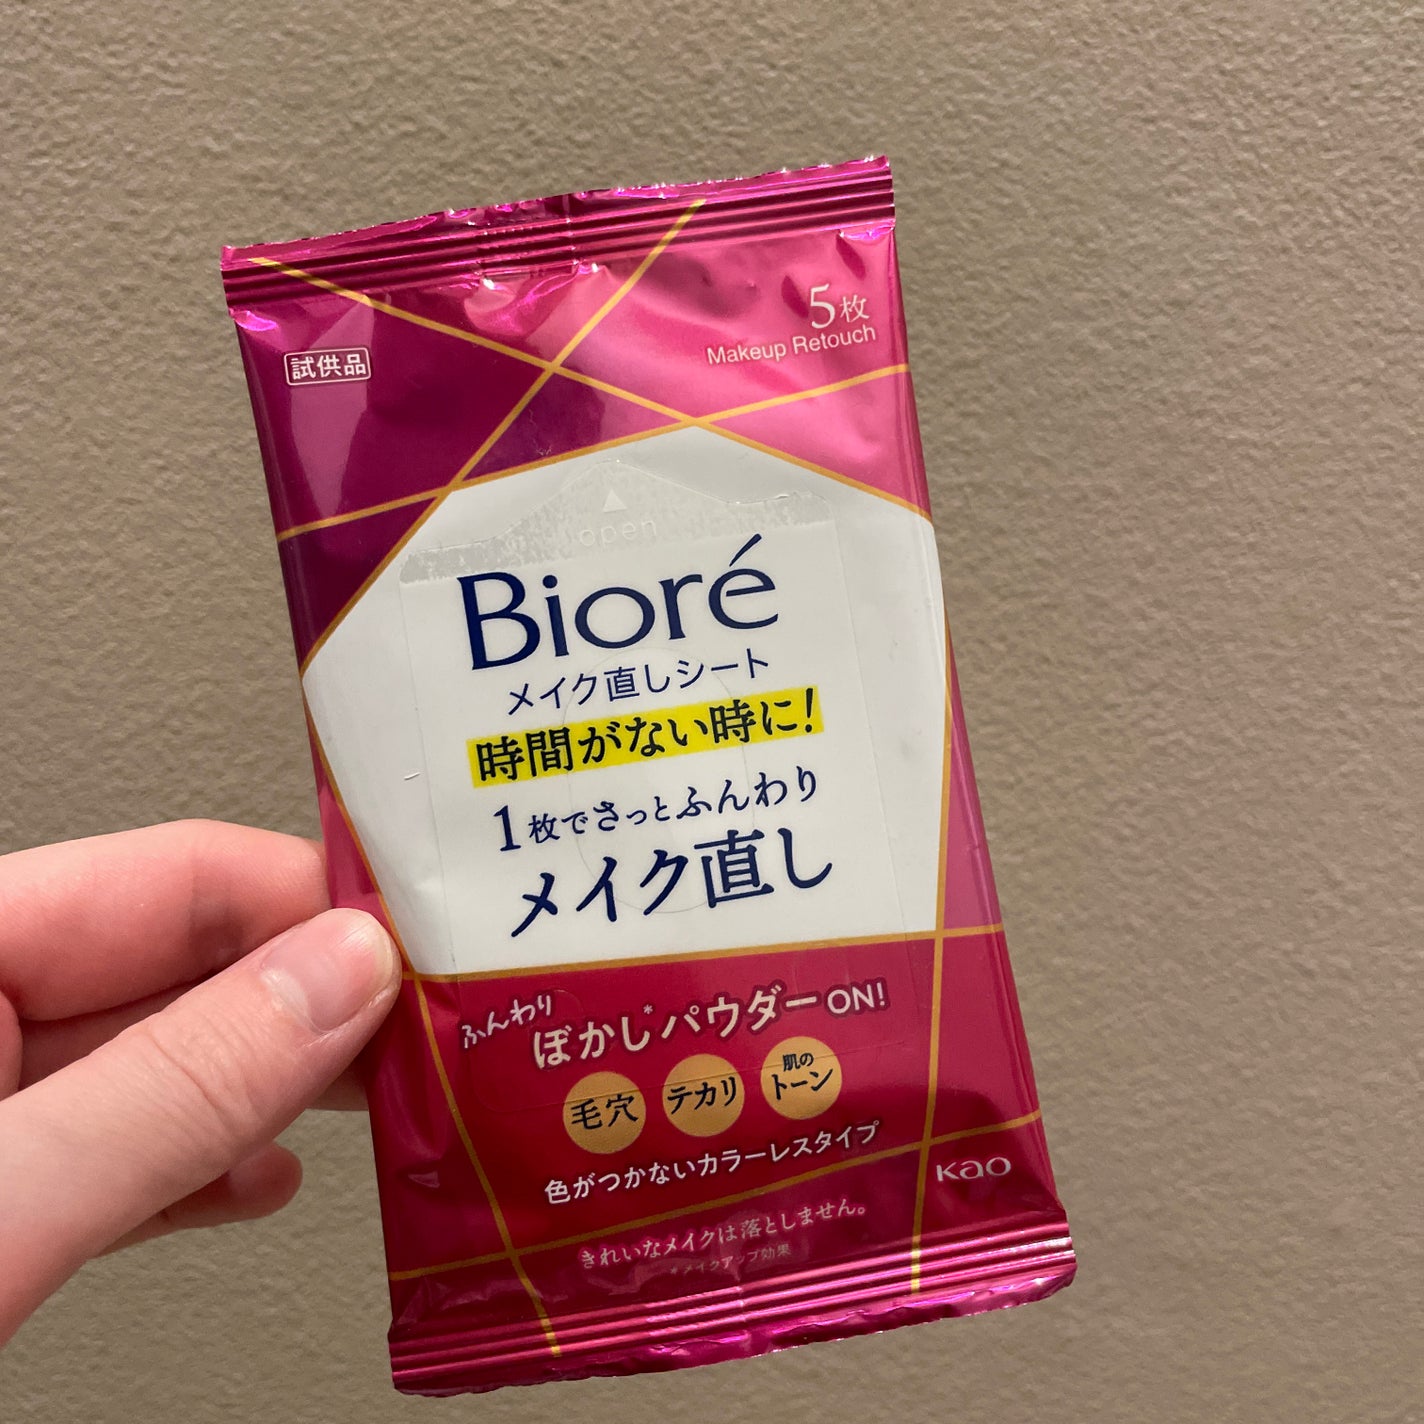 5枚
Makeup Retouch
試供品
open
Bioré
メイク直しシート
時間がない時に!
1枚でさっとふんわり
メイク直し
ふんわり
ぼかし*パウダーON!
毛穴 テカリ 肌のトーン
色がつかないカラーレスタイプ
Kao
きれいなメイクは落としません。
*メイクアップ効果